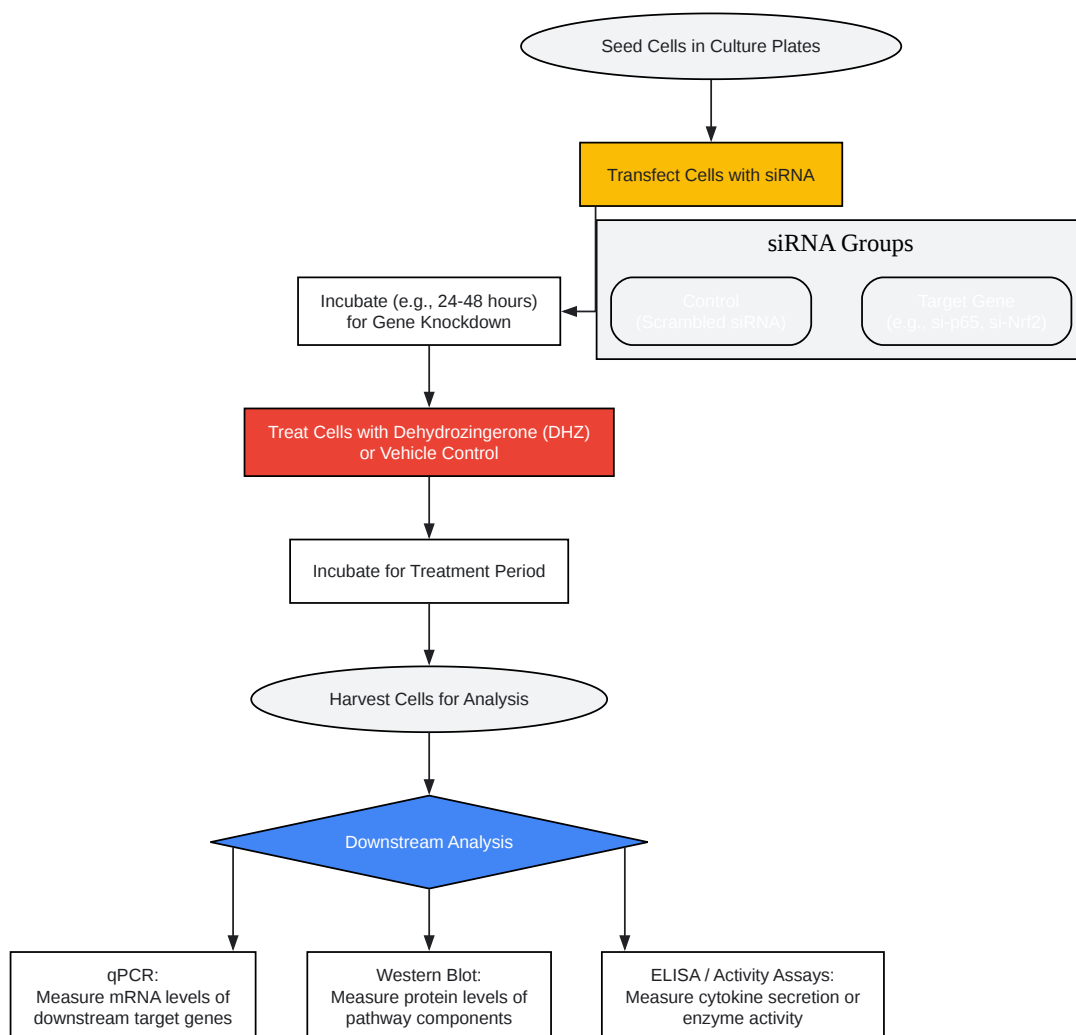 Seed Cells in Culture Plates
Transfect Cells with siRNA
siRNA Groups
Control
(Scrambled siRNA)
Target Gene
(e.g., si-p65, si-Nrf2)
Incubate (e.g., 24-48 hours)
for Gene Knockdown
Treat Cells with Dehydrozingerone (DHZ)
or Vehicle Control
Incubate for Treatment Period
Harvest Cells for Analysis
Downstream Analysis
qPCR:
Measure mRNA levels of
downstream target genes
Western Blot:
Measure protein levels of
pathway components
ELISA / Activity Assays:
Measure cytokine secretion or
enzyme activity